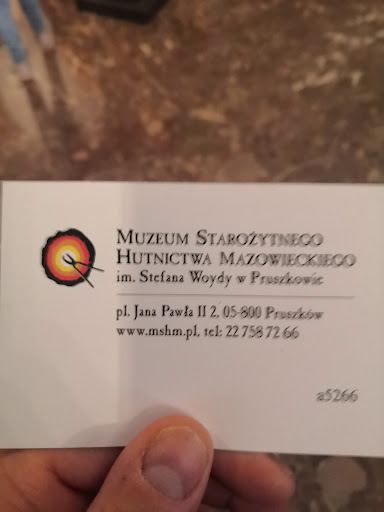 MUZEUM STAROŻYTNEGO
HUTNICTWA MAZOWIECKIEGO
im. Stefana Woydy w Pruszkowie
pl. Jana Pawła II 2, 05-800 Pruszków
www.mshm.pl, tel: 22 758 72 66
a5266